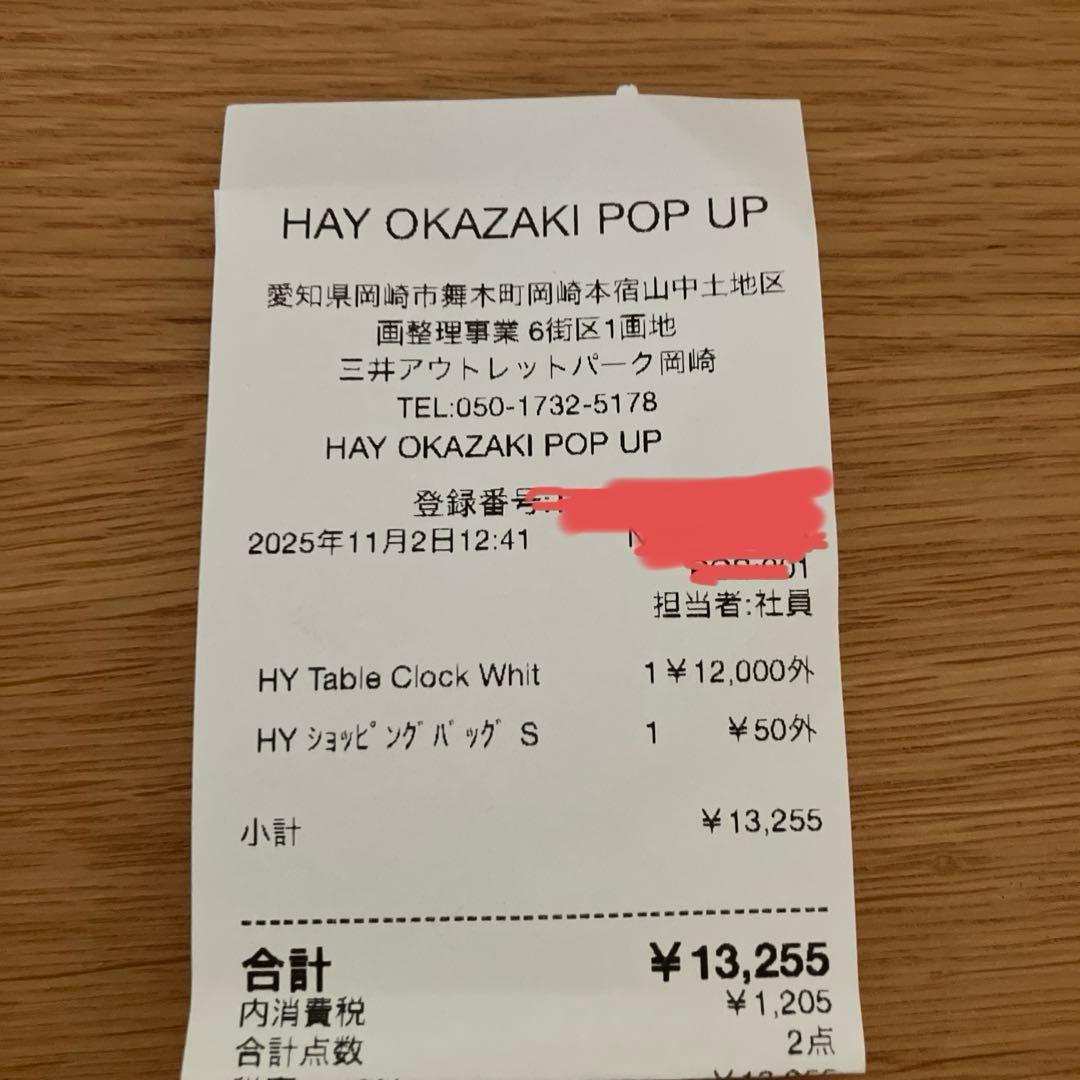 HAY OKAZAKI POP UP
愛知県岡崎市舞木町岡崎本宿山中土地区
画整理事業 6街区1画地
三井アウトレットパーク岡崎
TEL:050-1732-5178
HAY OKAZAKI POP UP
登録番号:
2025年11月2日12:41
担当者:社員
HY Table Clock Whit 1 ¥12,000外
HY ショッピングバッグ S 1 ¥50外
小計 ¥13,255
合計 ¥13,255
内消費税 ¥1,205
合計点数 2点